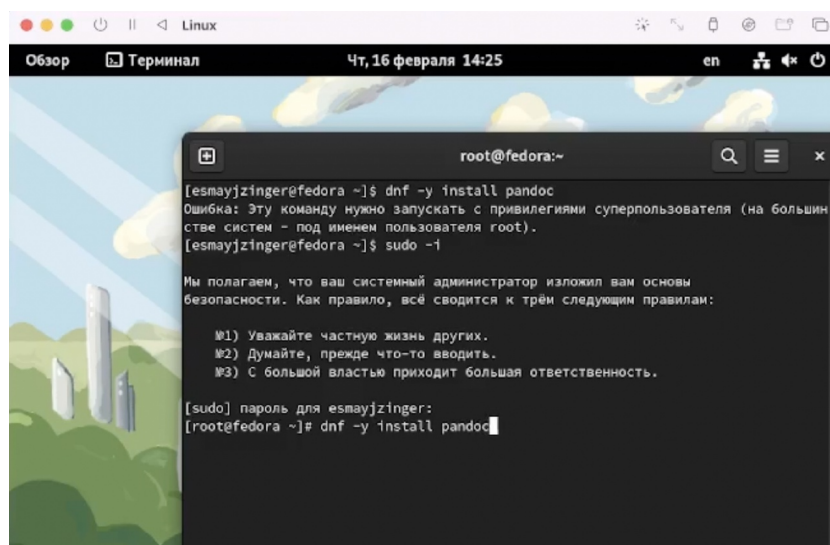 Linux
Обзор Терминал Чт, 16 февраля 14:25 en
root@fedora:~
[esmayjzinger@fedora ~]$ dnf -y install pandoc
Ошибка: Эту команду нужно запускать с привилегиями суперпользователя (на большин
стве систем - под именем пользователя root).
[esmayjzinger@fedora ~]$ sudo -i
Мы полагаем, что ваш системный администратор изложил вам основы
безопасности. Как правило, всё сводится к трём следующим правилам:
№1) Уважайте частную жизнь других.
№2) Думайте, прежде что-то вводить.
№3) С большой властью приходит большая ответственность.
[sudo] пароль для esmayjzinger:
[root@fedora ~]# dnf -y install pandoc